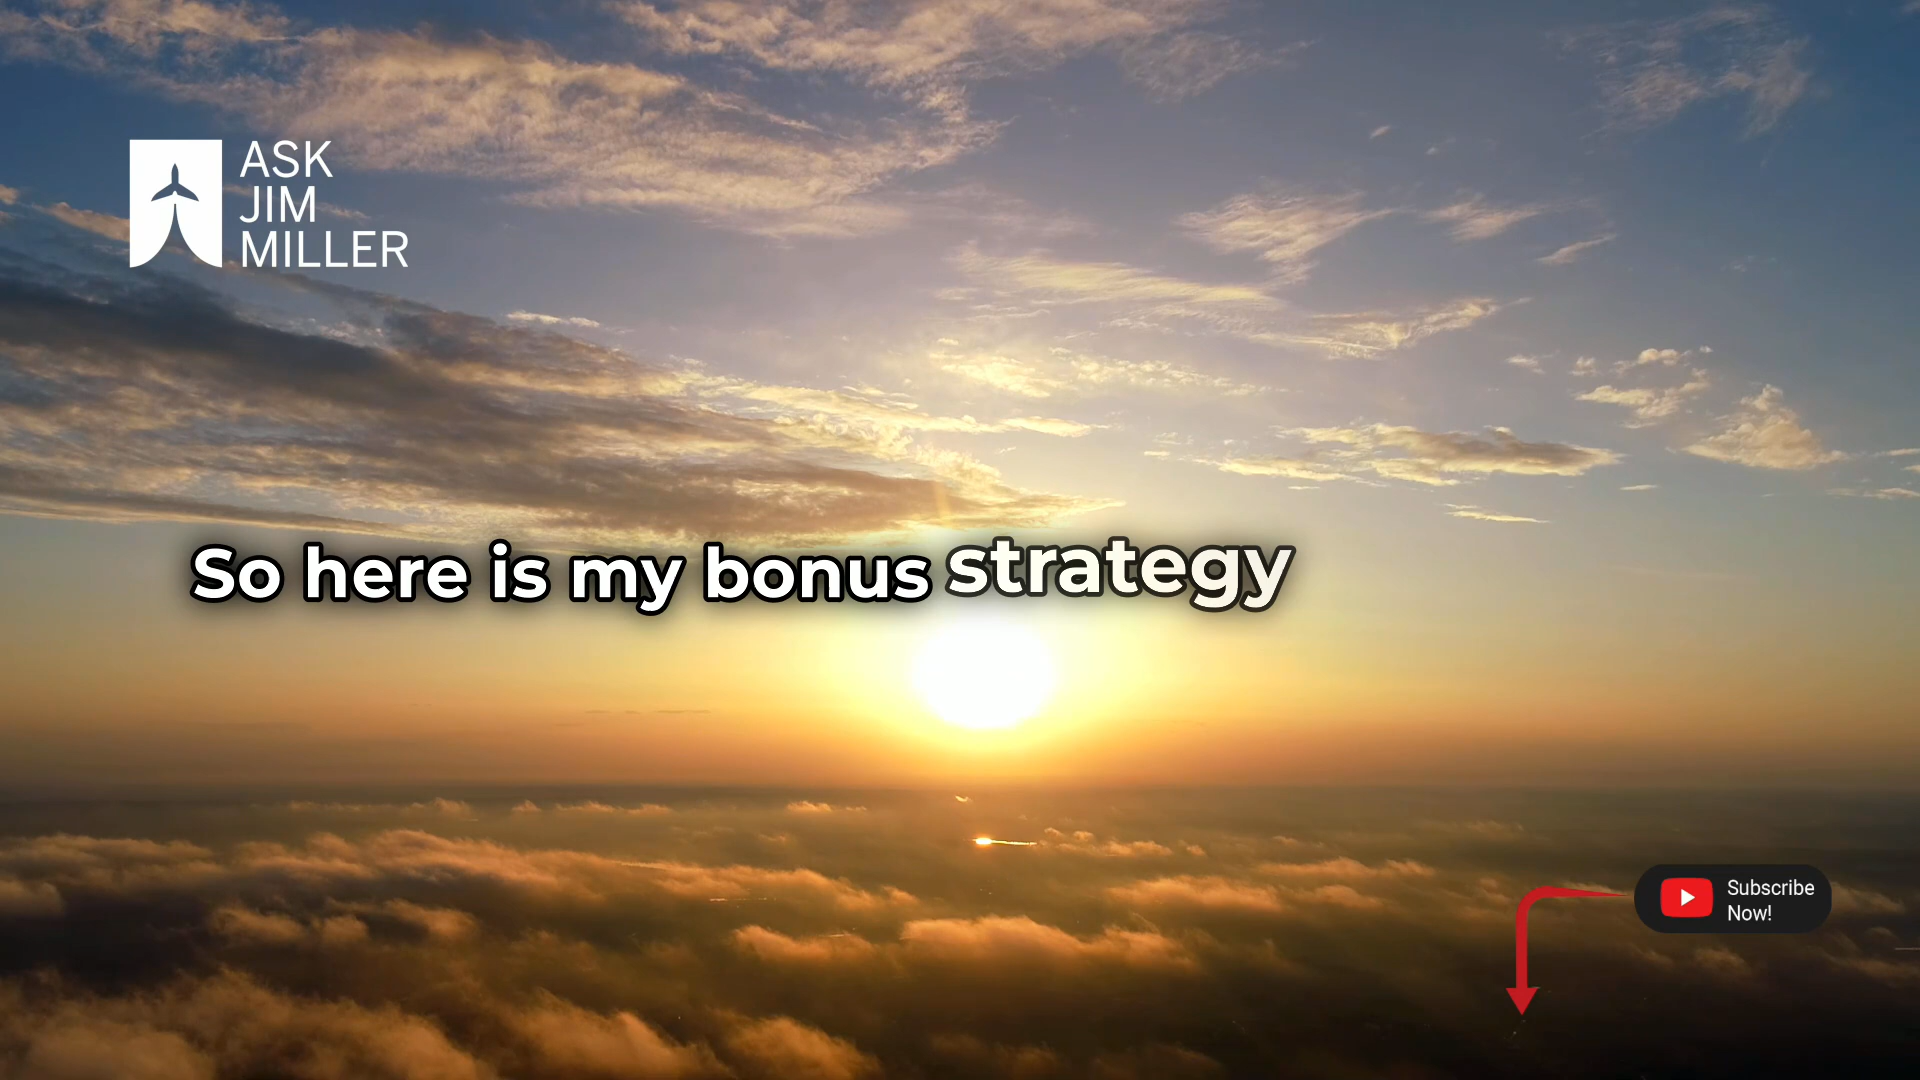 ASK
JIM
MILLER
So here is my bonus strategy
Subscribe
Now!